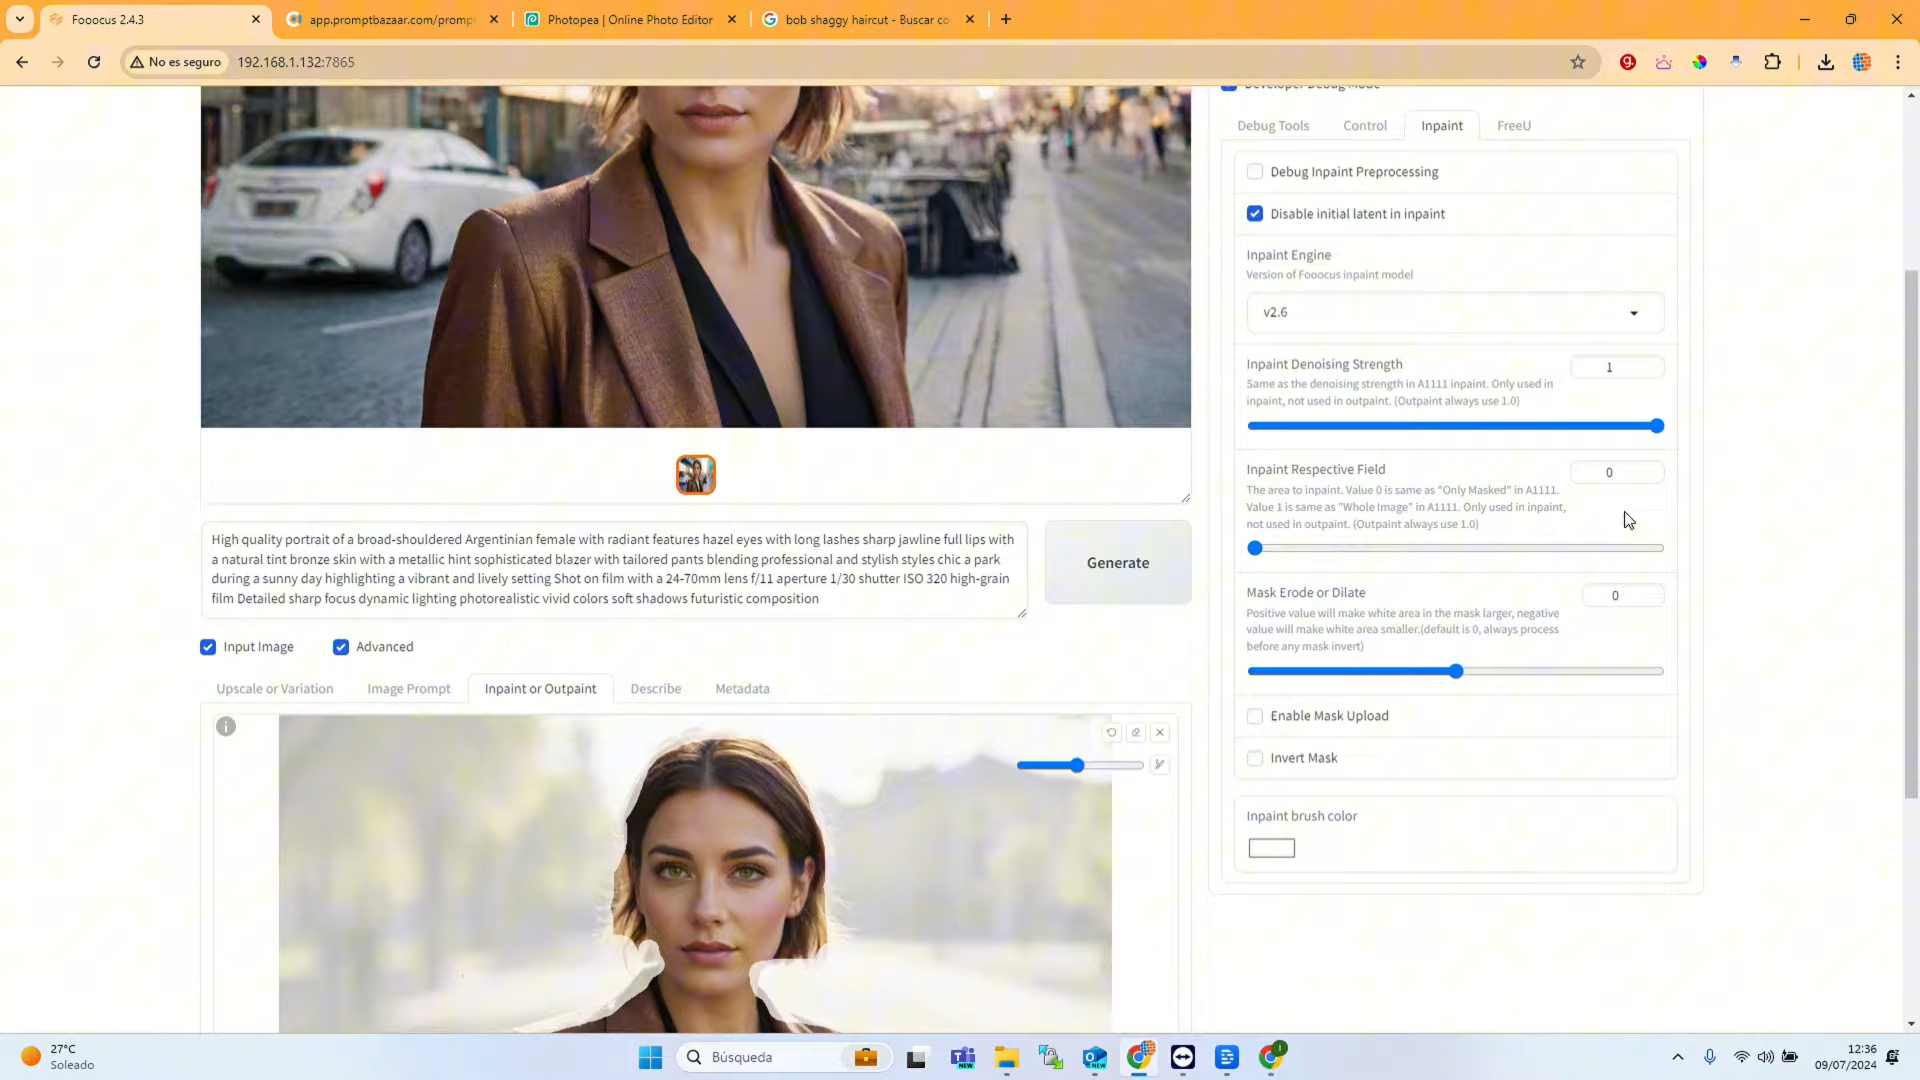 Fooocus 2.4.3
app.promptbazaar.com/promp
Photopea | Online Photo Editor
bob shaggy haircut - Buscar co
No es seguro
192.168.1.132:7865
Developer Debug Mode
Debug Tools
Control
Inpaint
FreeU
Debug Inpaint Preprocessing
Disable initial latent in inpaint
Inpaint Engine
Version of Fooocus inpaint model
v2.6
Inpaint Denoising Strength
1
Same as the denoising strength in A1111 inpaint. Only used in
inpaint, not used in outpaint. (Outpaint always use 1.0)
Inpaint Respective Field
0
The area to inpaint. Value 0 is same as "Only Masked" in A1111.
Value 1 is same as "Whole Image" in A1111. Only used in inpaint,
not used in outpaint. (Outpaint always use 1.0)
Mask Erode or Dilate
0
Positive value will make white area in the mask larger, negative
value will make white area smaller.(default is 0, always process
before any mask invert)
Enable Mask Upload
Invert Mask
Inpaint brush color
High quality portrait of a broad-shouldered Argentinian female with radiant features hazel eyes with long lashes sharp jawline full lips with
a natural tint bronze skin with a metallic hint sophisticated blazer with tailored pants blending professional and stylish styles chic a park
during a sunny day highlighting a vibrant and lively setting Shot on film with a 24-70mm lens f/11 aperture 1/30 shutter ISO 320 high-grain
film Detailed sharp focus dynamic lighting photorealistic vivid colors soft shadows futuristic composition
Generate
Input Image
Advanced
Upscale or Variation
Image Prompt
Inpaint or Outpaint
Describe
Metadata
27°C
Soleado
Búsqueda
NEW
NEW
12:36
09/07/2024